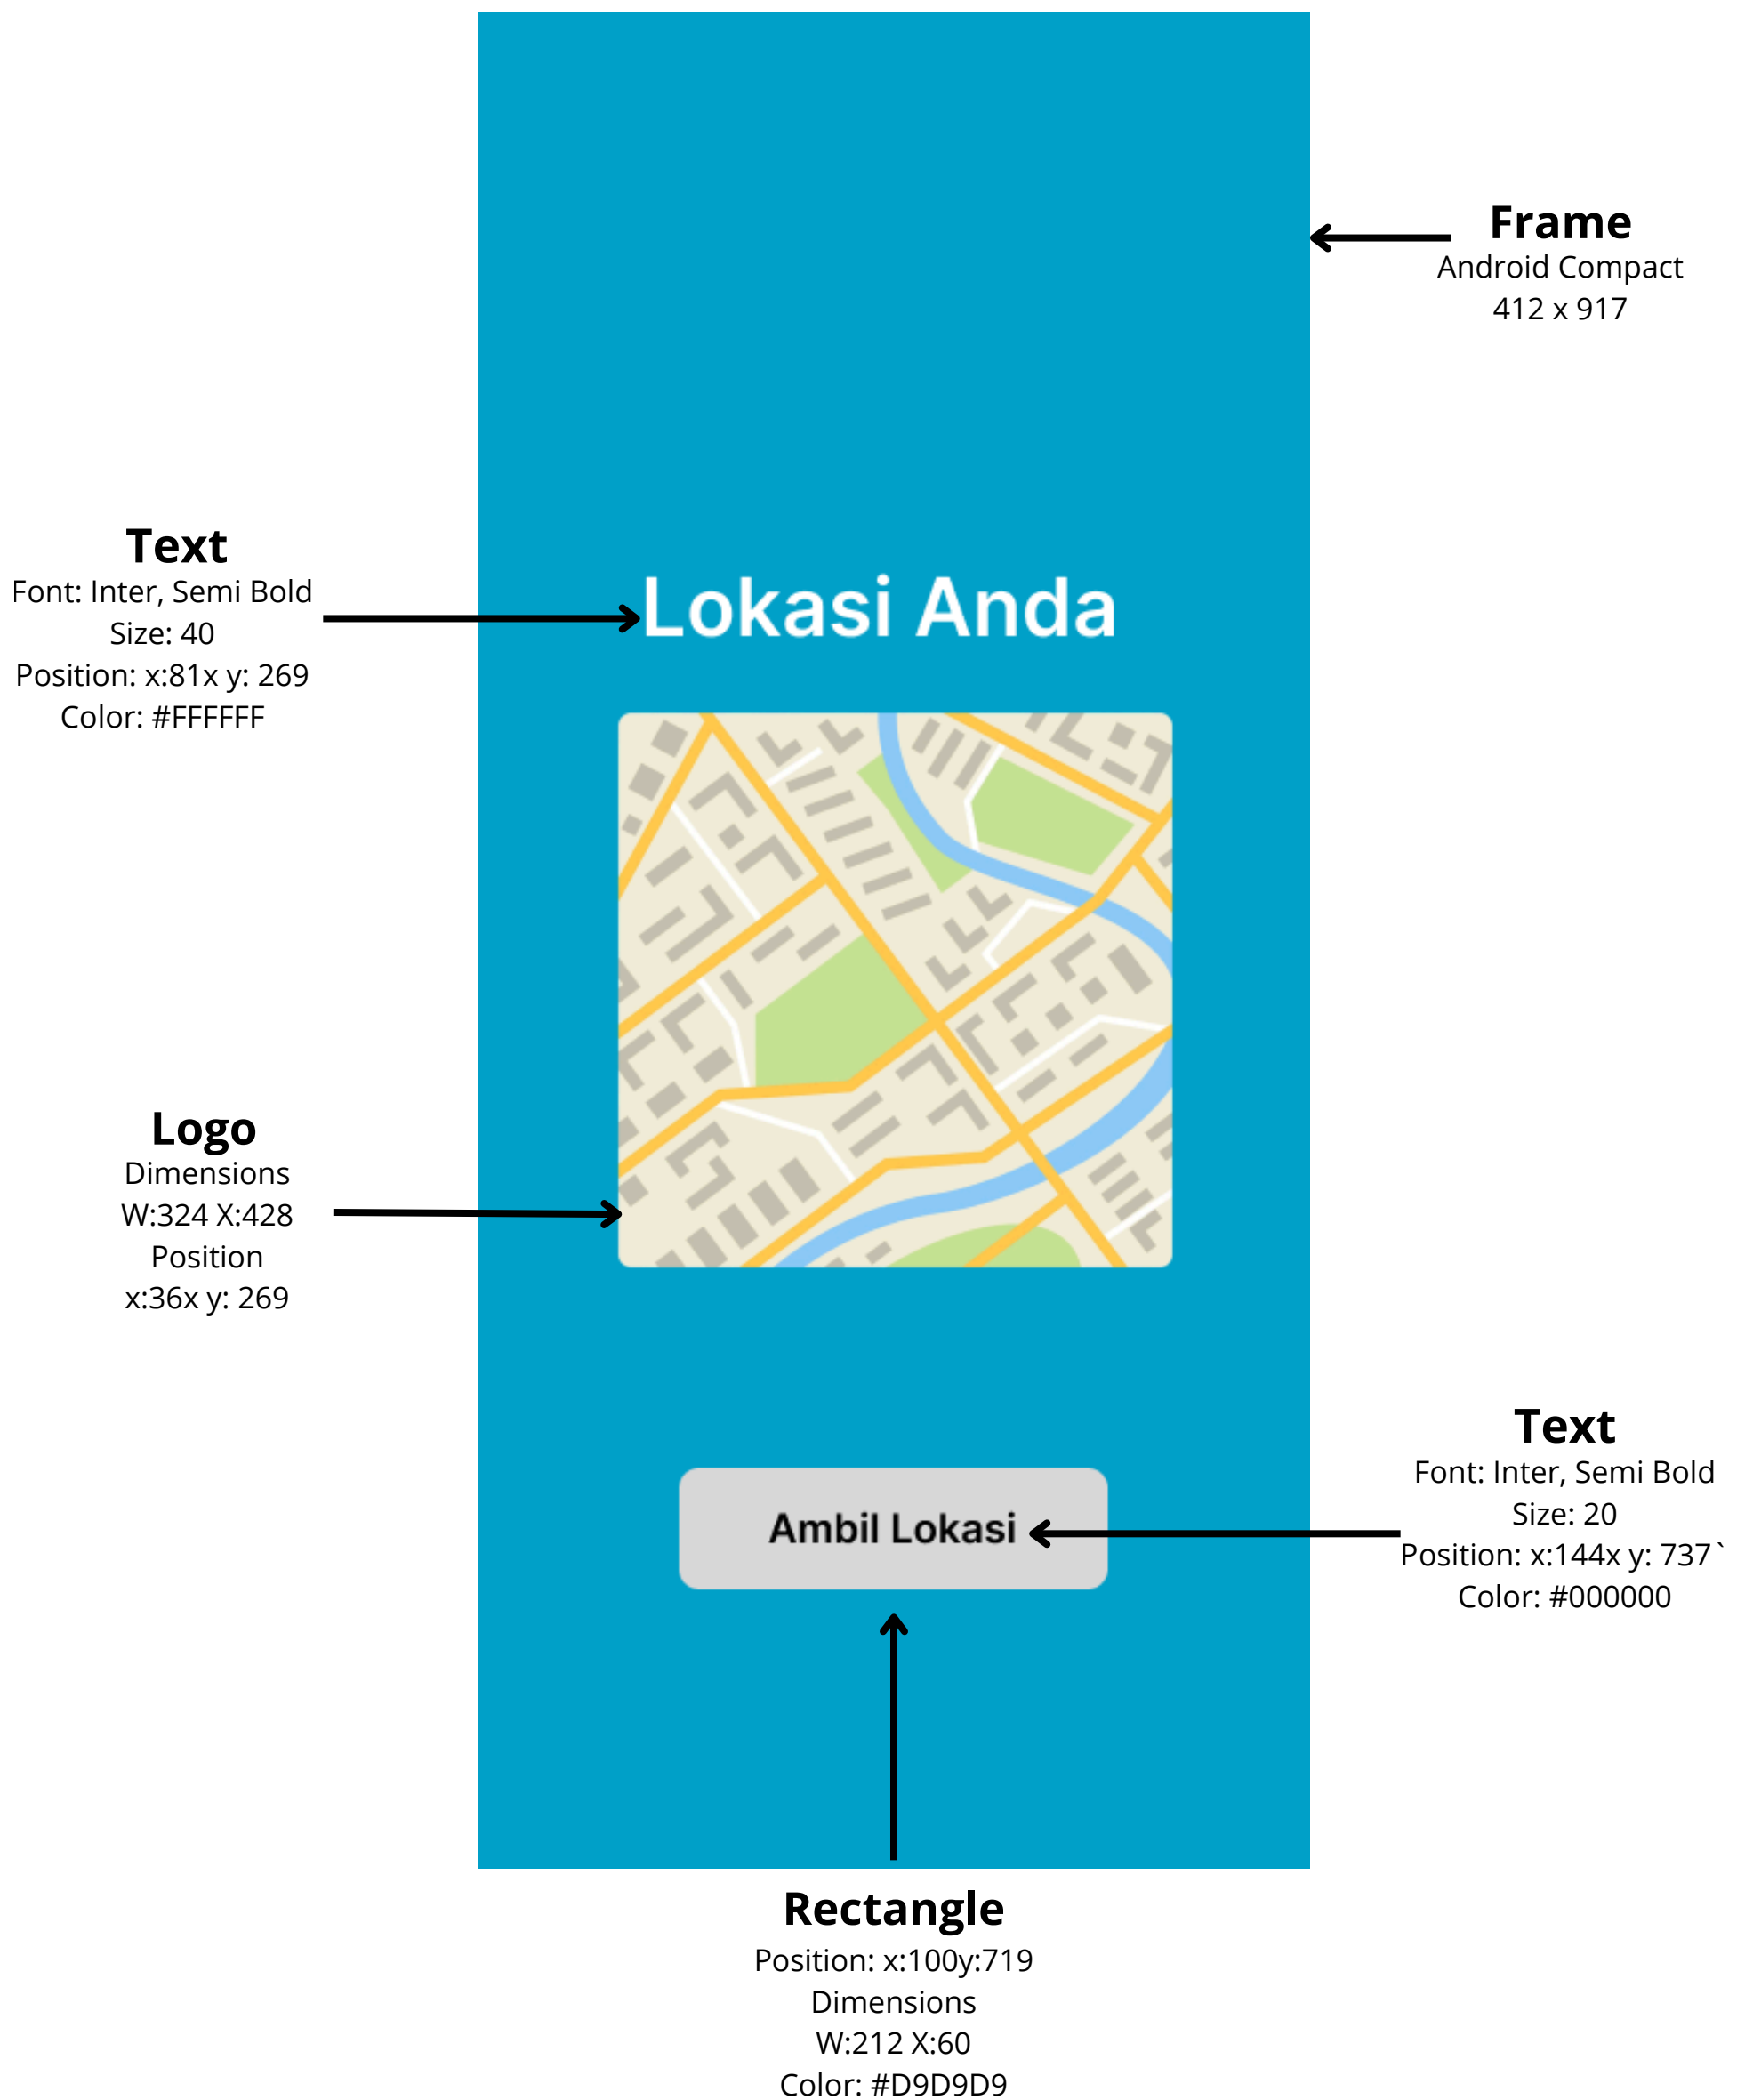 Frame
Android Compact
412 x 917
Text
Font: Inter, Semi Bold
Size: 40
Position: x:81x y: 269
Color: #FFFFFF
Lokasi Anda
Logo
Dimensions
W:324 X:428
Position
x:36x y: 269
Text
Font: Inter, Semi Bold
Size: 20
Position: x:144x y: 737`
Color: #000000
Ambil Lokasi
Rectangle
Position: x:100y:719
Dimensions
W:212 X:60
Color: #D9D9D9